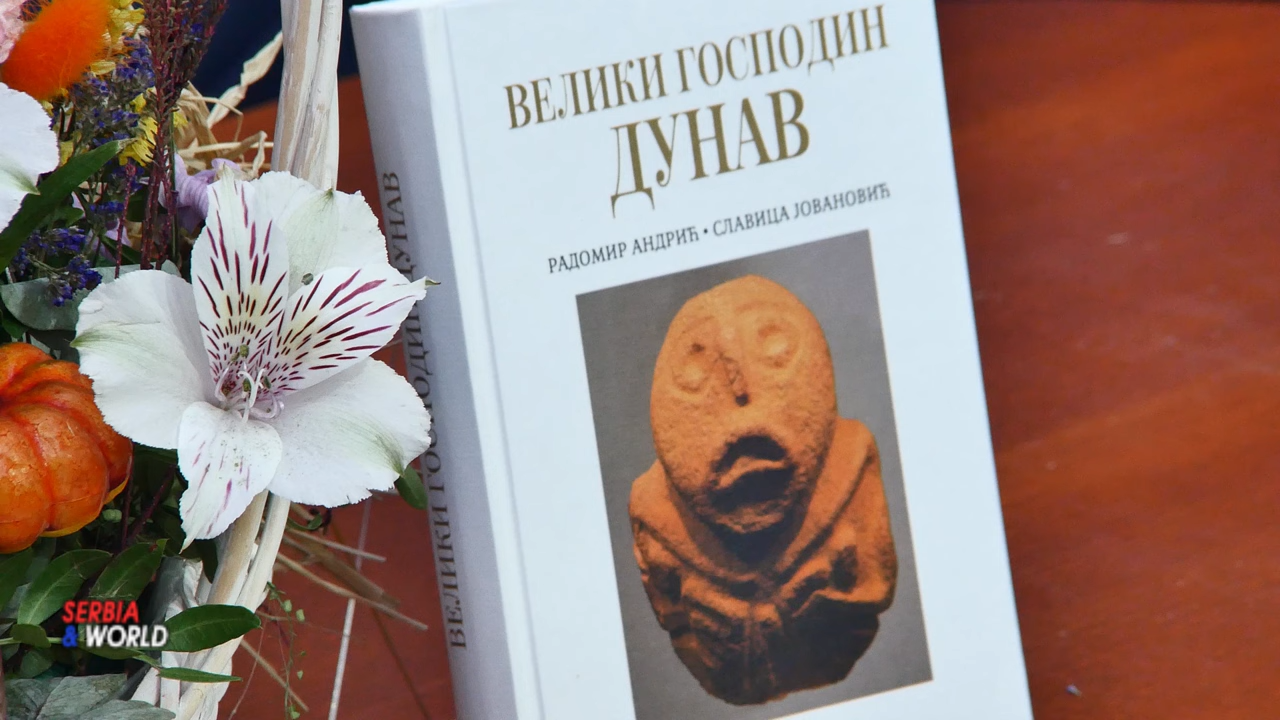 ВЕЛИКИ ГОСПОДИН
ДУНАВ
РАДОМИР АНДРИЋ • СЛАВИЦА ЈОВАНОВИЋ
ВЕЛИКИ ГОСПОДИН ДУНАВ
SERBIA
& WORLD